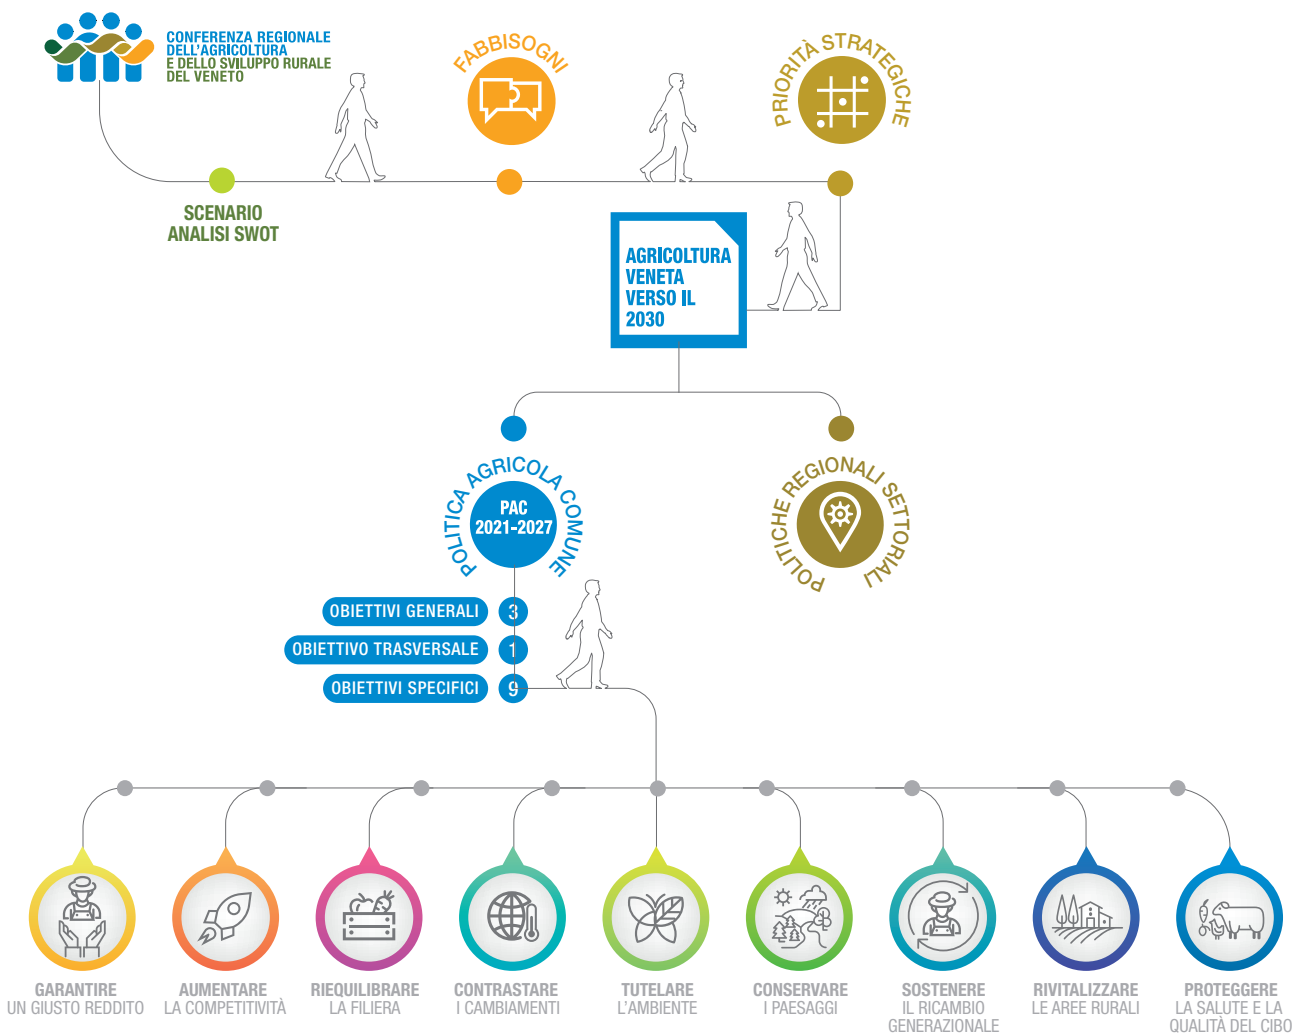 CONFERENZA REGIONALE
DELL'AGRICOLTURA
E DELLO SVILUPPO RURALE
DEL VENETO
FABBISOGNI
PRIORITÀ STRATEGICHE
SCENARIO
ANALISI SWOT
AGRICOLTURA
VENETA
VERSO IL
2030
POLITICA AGRICOLA COMUNE
PAC
2021-2027
POLITICHE REGIONALI SETTORIALI
OBIETTIVI GENERALI 3
OBIETTIVO TRASVERSALE 1
OBIETTIVI SPECIFICI 9
GARANTIRE
UN GIUSTO REDDITO
AUMENTARE
LA COMPETITIVITÀ
RIEQUILIBRARE
LA FILIERA
CONTRASTARE
I CAMBIAMENTI
TUTELARE
L'AMBIENTE
CONSERVARE
I PAESAGGI
SOSTENERE
IL RICAMBIO
GENERAZIONALE
RIVITALIZZARE
LE AREE RURALI
PROTEGGERE
LA SALUTE E LA
QUALITÀ DEL CIBO